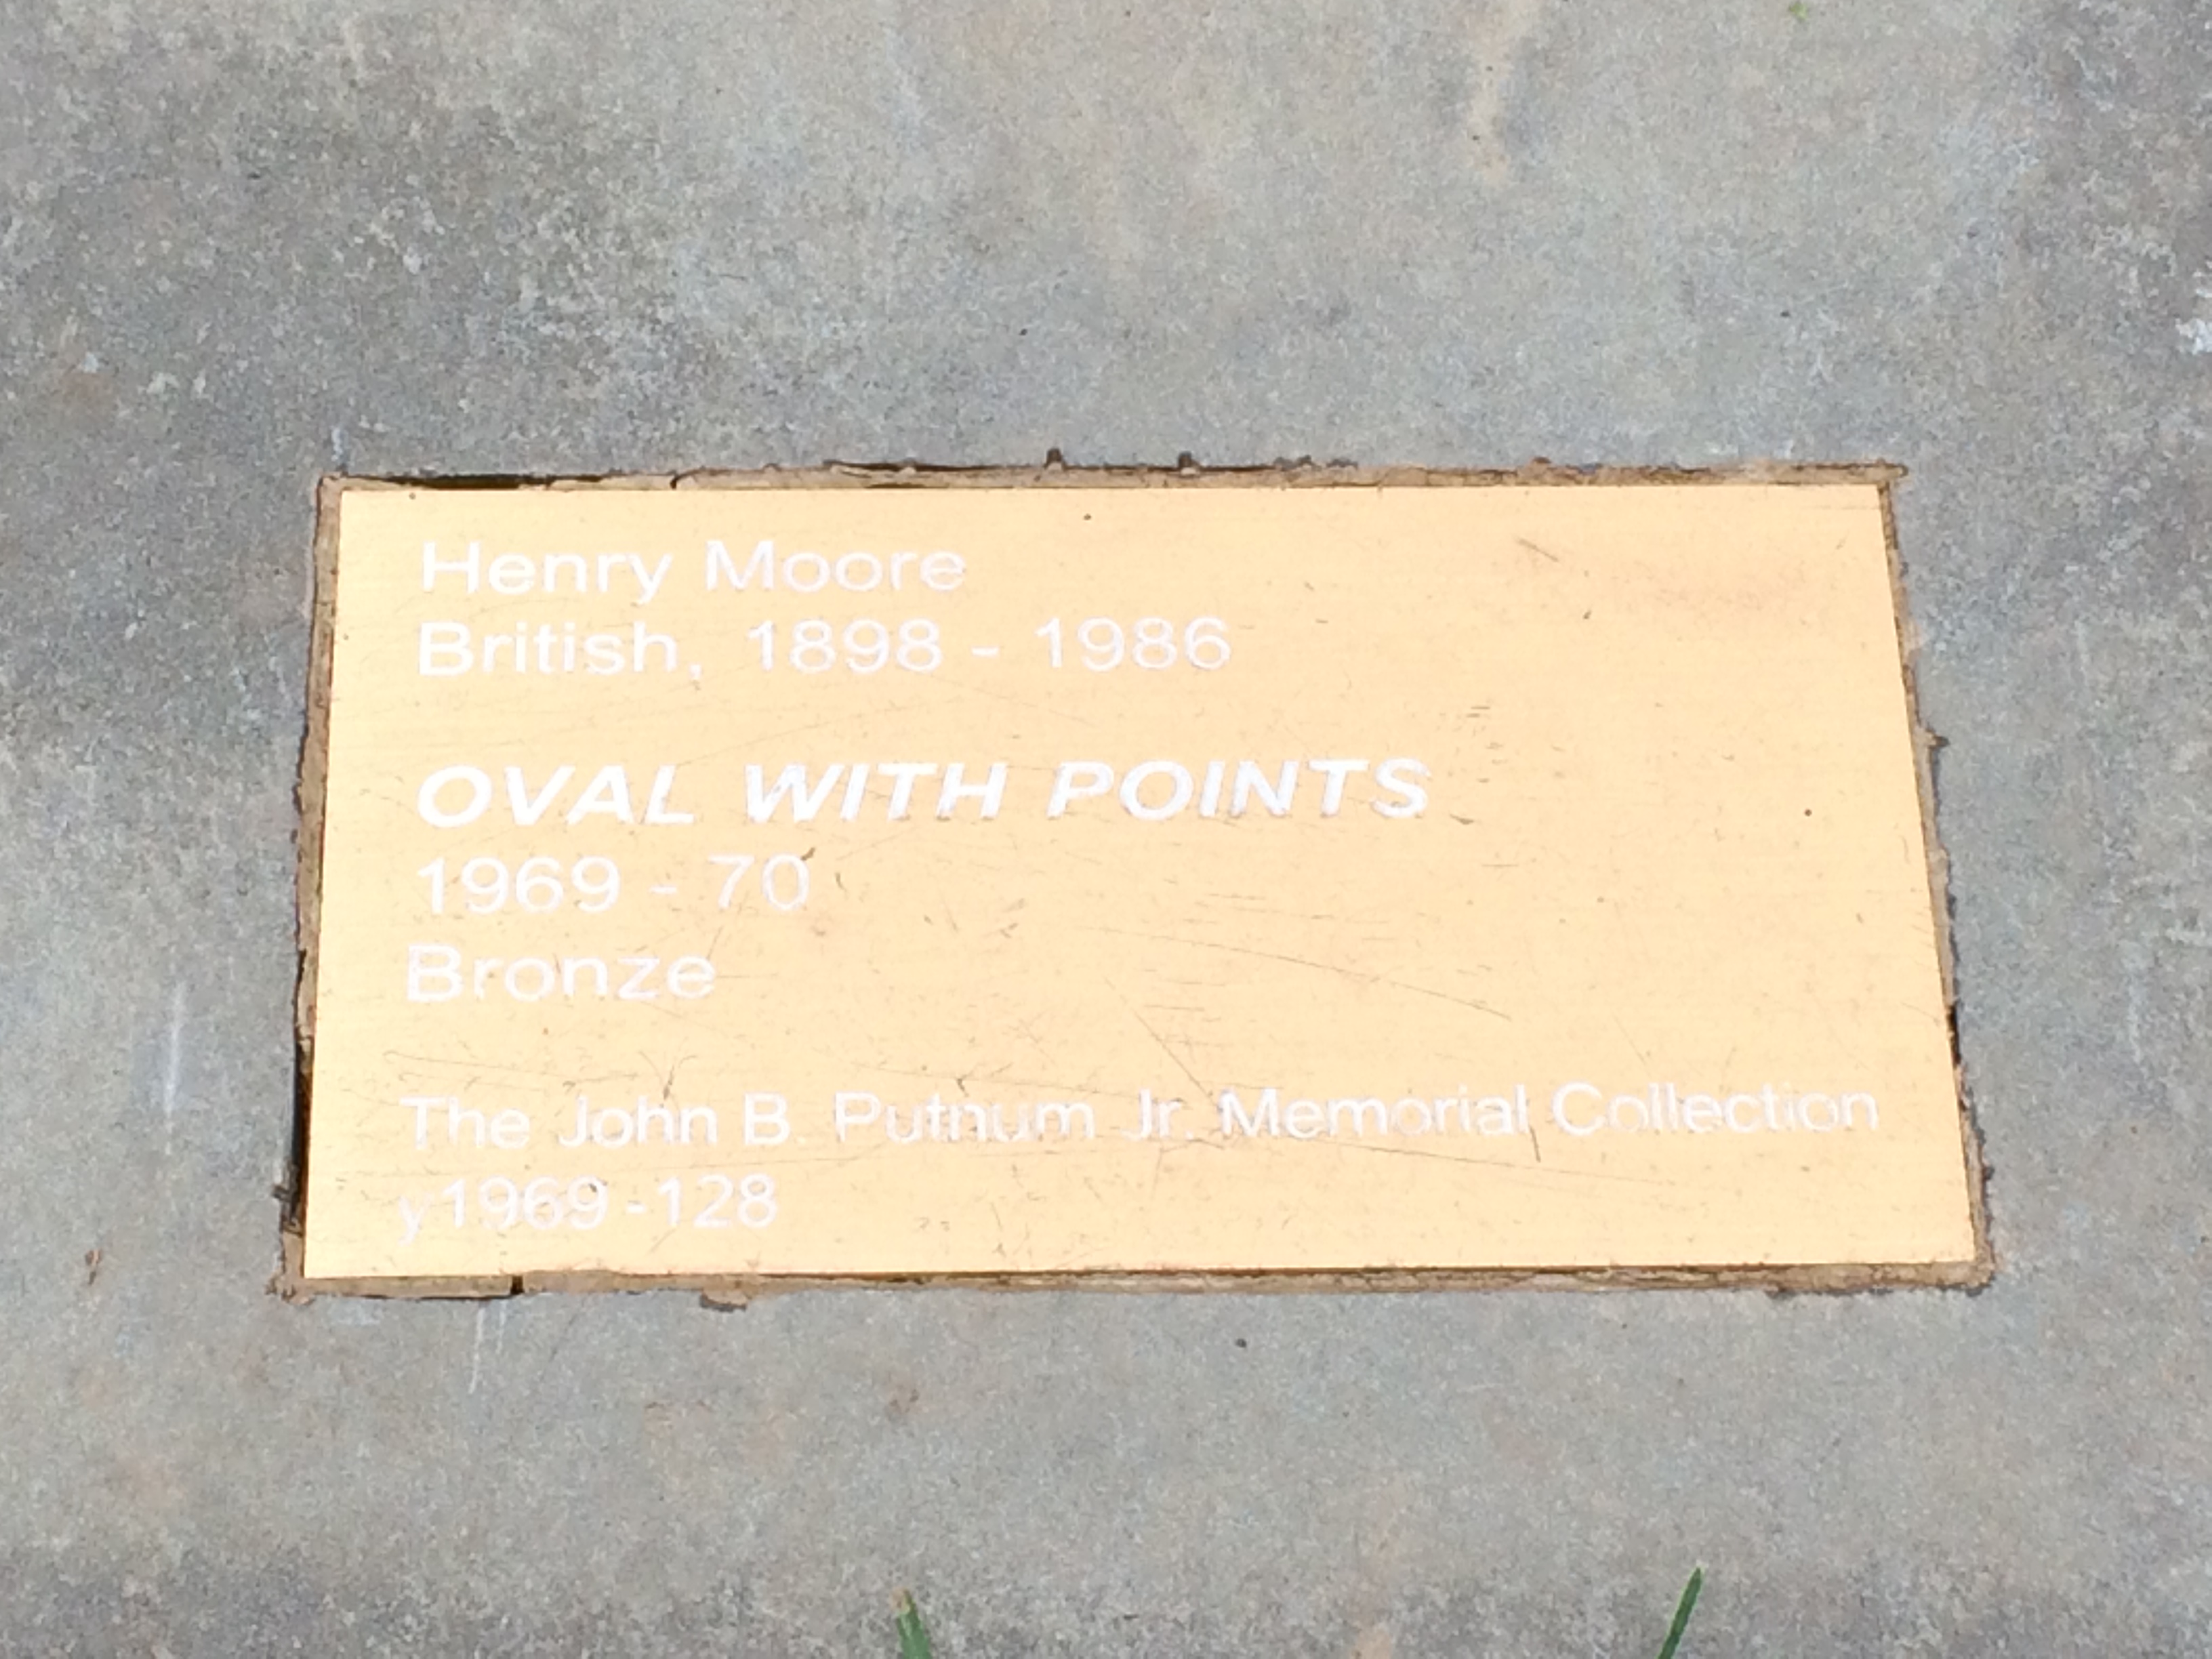 Henry Moore
British, 1898 - 1986
OVAL WITH POINTS
1969 - 70
Bronze
The John B. Putnum Jr. Memorial Collection
y1969-128